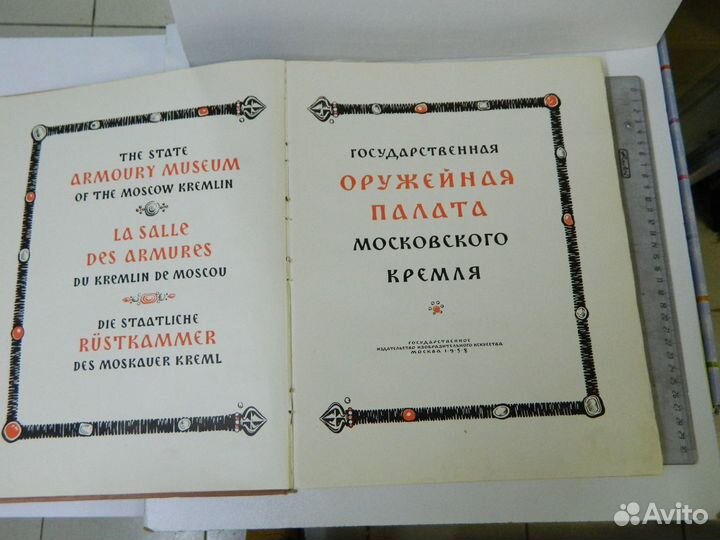 THE STATE
ARMOURY MUSEUM
OF THE MOSCOW KREMLIN
LA SALLE
DES ARMURES
DU KREMLIN DE MOSCOU
DIE STAATLICHE
RÜSTKAMMER
DES MOSKAUER KREML
ГОСУДАРСТВЕННАЯ
ОРУЖЕЙНАЯ
ПАЛАТА
МОСКОВСКОГО
КРЕМЛЯ
ГОСУДАРСТВЕННОЕ
ИЗДАТЕЛЬСТВО ИЗОБРАЗИТЕЛЬНОГО ИСКУССТВА
МОСКВА 1958
Avito